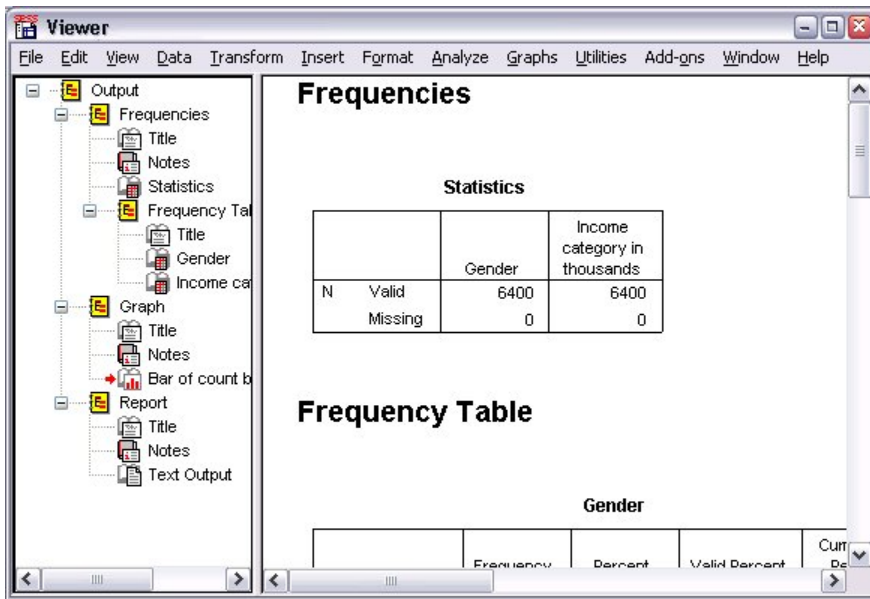 Viewer
File Edit View Data Transform Insert Format Analyze Graphs Utilities Add-ons Window Help
Output
Frequencies
Title
Notes
Statistics
Frequency Tal
Title
Gender
Income cat
Graph
Title
Notes
Bar of count b
Report
Title
Notes
Text Output
Frequencies
Statistics
Gender Income category in thousands
N Valid 6400 6400
Missing 0 0
Frequency Table
Gender
Frequency Percent Valid Percent